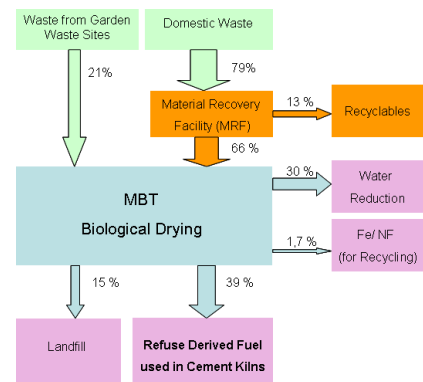 Waste from Garden
Waste Sites
Domestic Waste
21%
79%
Material Recovery
Facility (MRF)
13 %
Recyclables
66 %
MBT
Biological Drying
30 %
Water
Reduction
1,7 %
Fe/ NF
(for Recycling)
15 %
39 %
Landfill
Refuse Derived Fuel
used in Cement Kilns